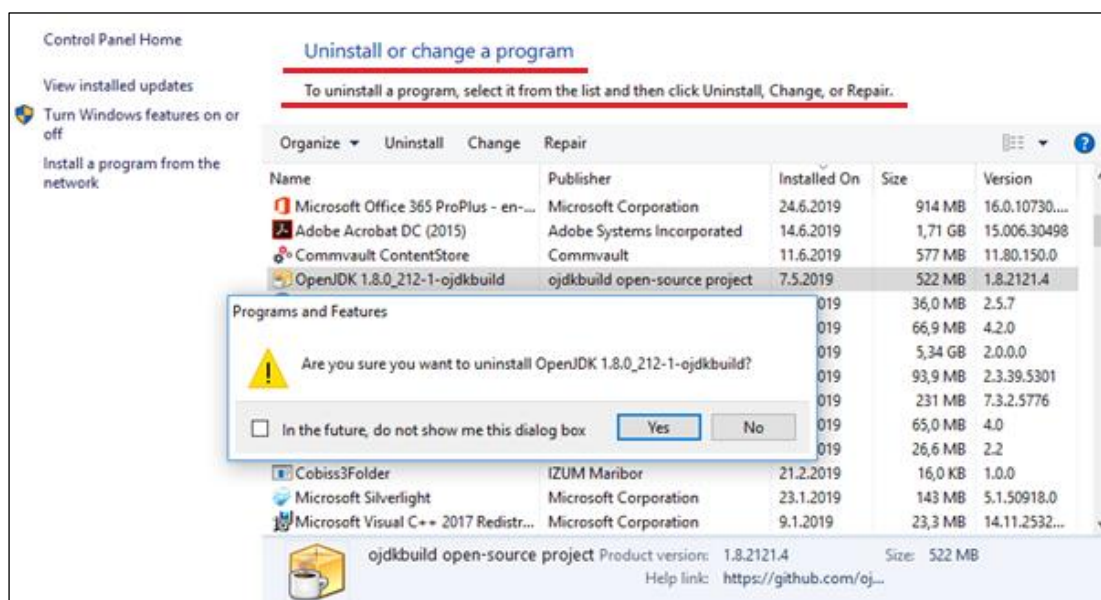 Control Panel Home
View installed updates
Turn Windows features on or
off
Install a program from the
network
Uninstall or change a program
To uninstall a program, select it from the list and then click Uninstall, Change, or Repair.
Organize Uninstall Change Repair
Name Publisher Installed On Size Version
Microsoft Office 365 ProPlus - en-... Microsoft Corporation 24.6.2019 914 MB 16.0.10730....
Adobe Acrobat DC (2015) Adobe Systems Incorporated 14.6.2019 1,71 GB 15.006.30498
Commvault ContentStore Commvault 11.6.2019 577 MB 11.80.150.0
OpenJDK 1.8.0_212-1-ojdkbuild ojdkbuild open-source project 7.5.2019 522 MB 1.8.2121.4
019 36,0 MB 2.5.7
019 66,9 MB 4.2.0
019 5,34 GB 2.0.0.0
019 93,9 MB 2.3.39.5301
019 231 MB 7.3.2.5776
019 65,0 MB 4.0
019 26,6 MB 2.2
Programs and Features
Are you sure you want to uninstall OpenJDK 1.8.0_212-1-ojdkbuild?
In the future, do not show me this dialog box Yes No
Cobiss3Folder IZUM Maribor 21.2.2019 16,0 KB 1.0.0
Microsoft Silverlight Microsoft Corporation 23.1.2019 143 MB 5.1.50918.0
Microsoft Visual C++ 2017 Redistr... Microsoft Corporation 9.1.2019 23,3 MB 14.11.2532...
ojdkbuild open-source project Product version: 1.8.2121.4 Size: 522 MB
Help link: https://github.com/oj...